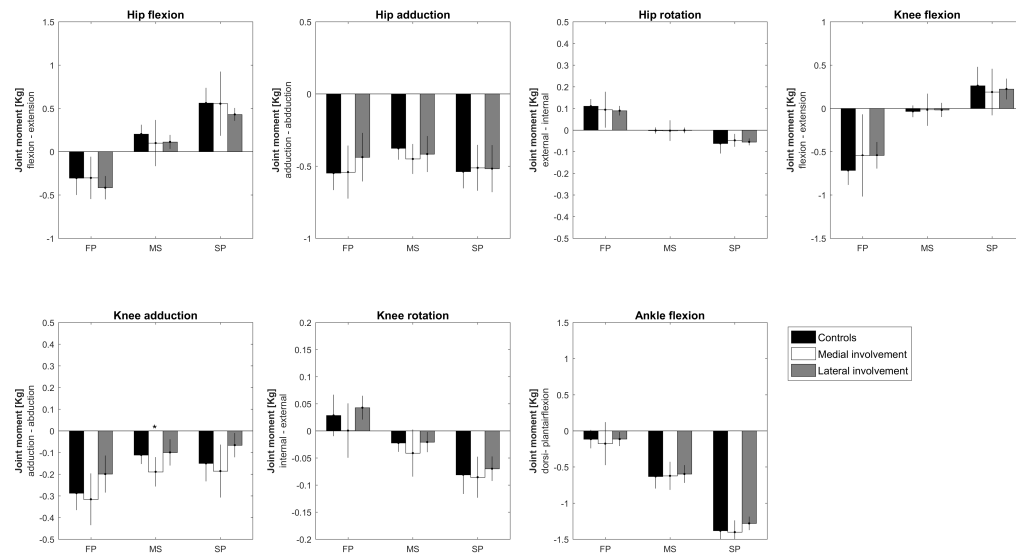 Hip flexion
Joint moment [Kg]
flexion - extension
1.5
1
0.5
0
-0.5
-1
FP MS SP
Hip adduction
Joint moment [Kg]
adduction - abdduction
0.5
0
-0.5
-1
FP MS SP
Hip rotation
Joint moment [Kg]
external - internal
0.5
0.4
0.3
0.2
0.1
0
-0.1
-0.2
-0.3
-0.4
-0.5
FP MS SP
Knee flexion
Joint moment [Kg]
flexion - extension
1
0.5
0
-0.5
-1
-1.5
FP MS SP
Knee adduction
Joint moment [Kg]
adduction - abduction
0.5
0.4
0.3
0.2
0.1
0
-0.1
-0.2
-0.3
-0.4
-0.5
*
FP MS SP
Knee rotation
Joint moment [Kg]
internal - external
0.2
0.15
0.1
0.05
0
-0.05
-0.1
-0.15
-0.2
FP MS SP
Ankle flexion
Joint moment [Kg]
dorsi- plantairflexion
1.5
1
0.5
0
-0.5
-1
-1.5
FP MS SP
Controls
Medial involvement
Lateral involvement